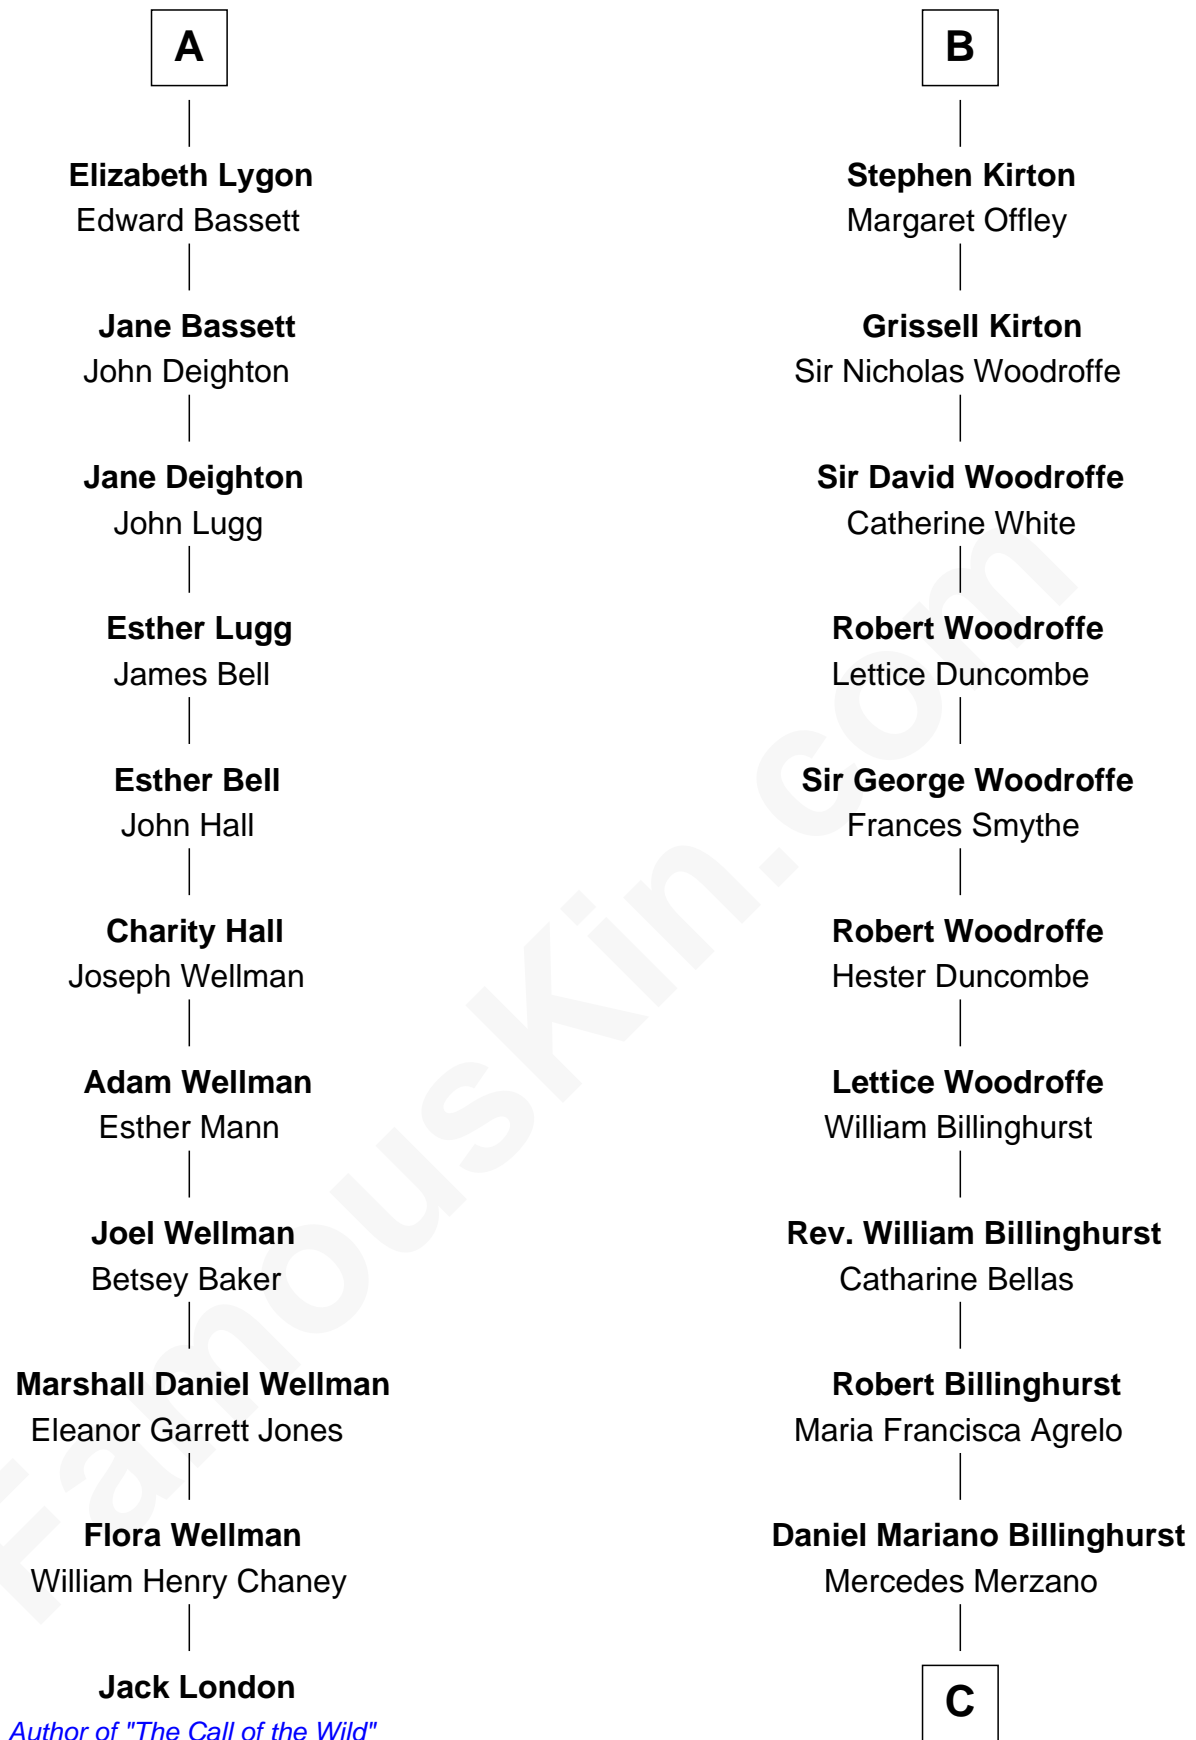 A
Elizabeth Lygon
Edward Bassett
Jane Bassett
John Deighton
Jane Deighton
John Lugg
Esther Lugg
James Bell
Esther Bell
John Hall
Charity Hall
Joseph Wellman
Adam Wellman
Esther Mann
Joel Wellman
Betsey Baker
Marshall Daniel Wellman
Eleanor Garrett Jones
Flora Wellman
William Henry Chaney
Jack London
Author of "The Call of the Wild"
B
Stephen Kirton
Margaret Offley
Grissell Kirton
Sir Nicholas Woodroffe
Sir David Woodroffe
Catherine White
Robert Woodroffe
Lettice Duncombe
Sir George Woodroffe
Frances Smythe
Robert Woodroffe
Hester Duncombe
Lettice Woodroffe
William Billinghurst
Rev. William Billinghurst
Catharine Bellas
Robert Billinghurst
Maria Francisca Agrelo
Daniel Mariano Billinghurst
Mercedes Merzano
C
FamousKin.com